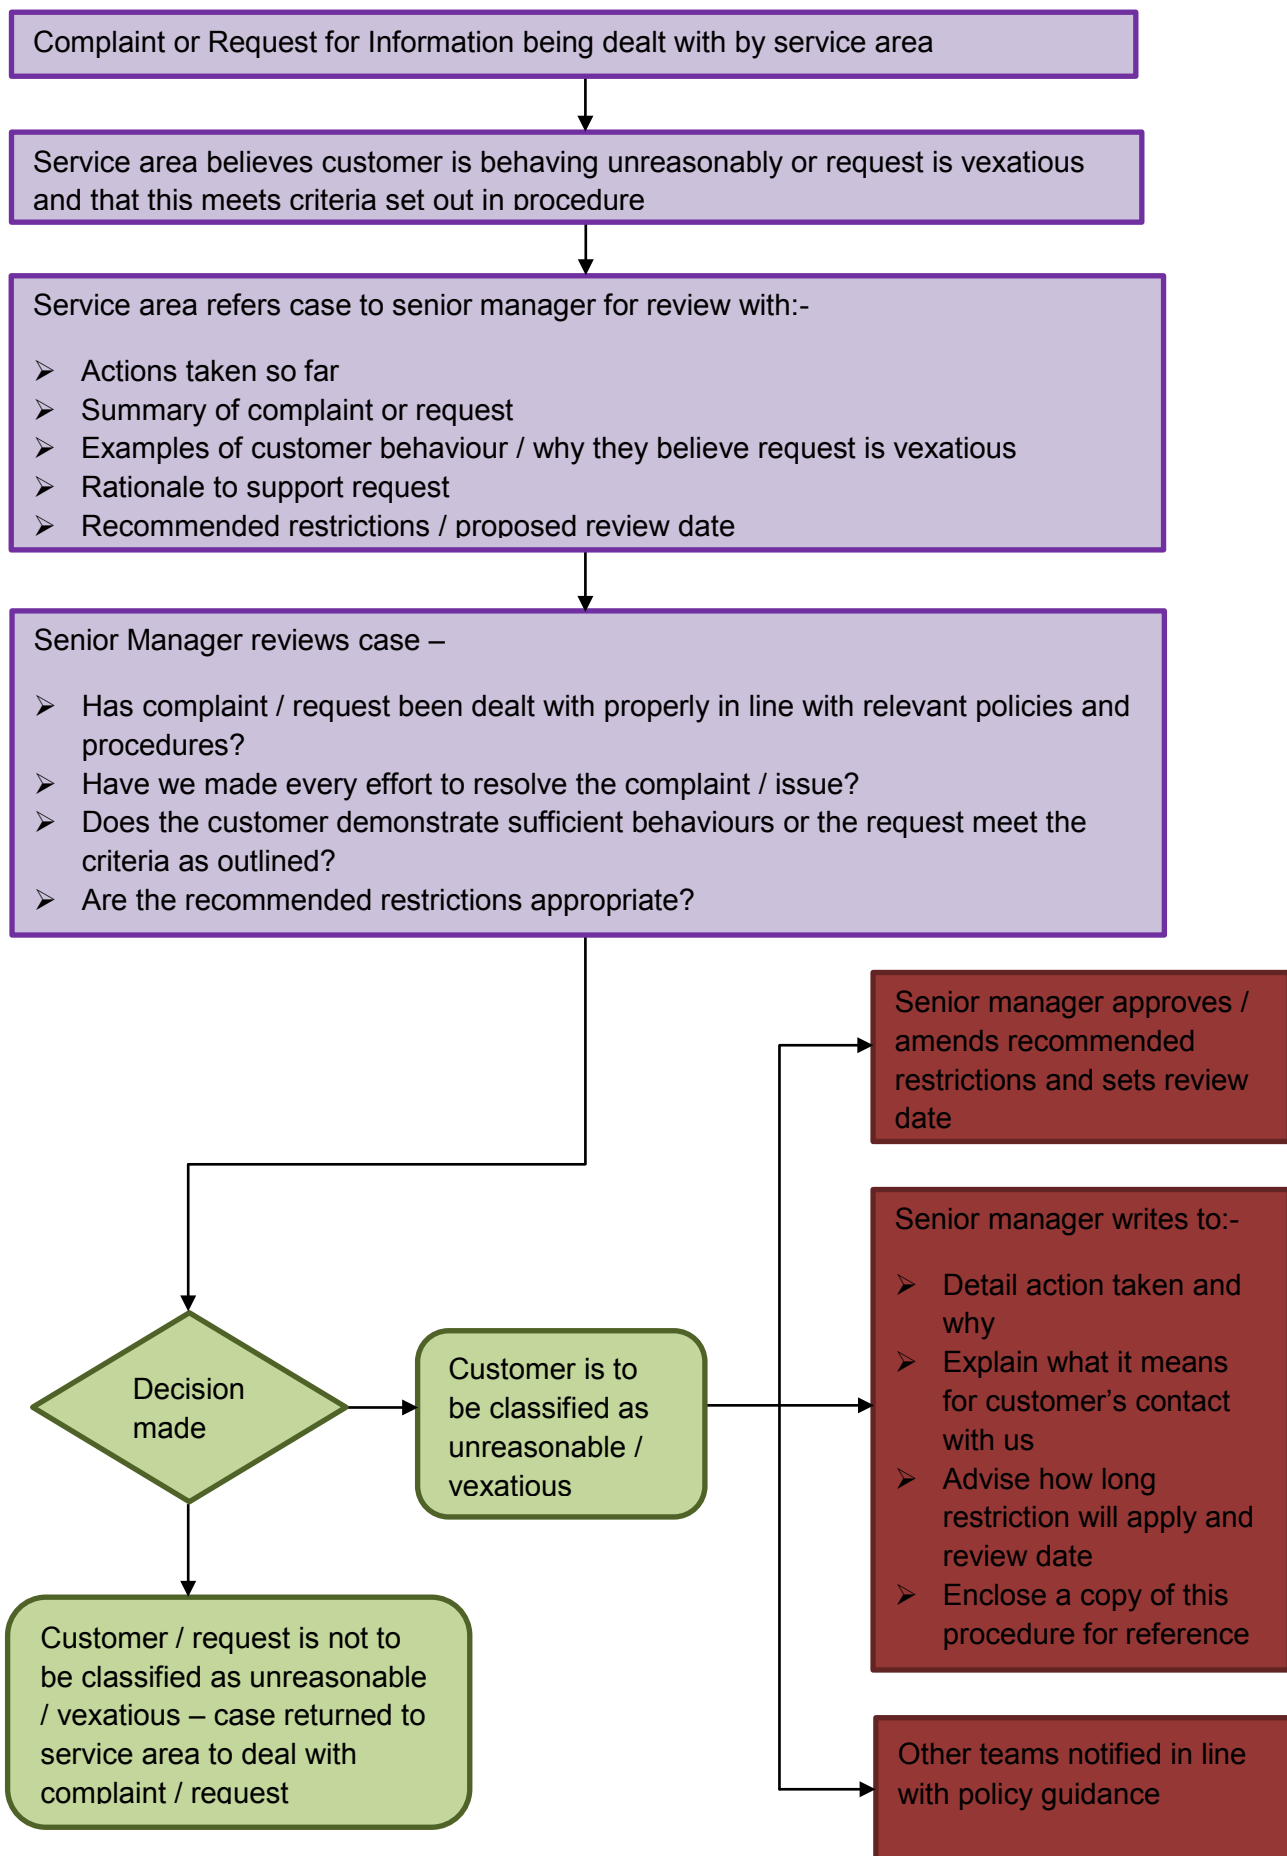 Complaint or Request for Information being dealt with by service area
Service area believes customer is behaving unreasonably or request is vexatious
and that this meets criteria set out in procedure
Service area refers case to senior manager for review with:-
➢ Actions taken so far
➢ Summary of complaint or request
➢ Examples of customer behaviour / why they believe request is vexatious
➢ Rationale to support request
➢ Recommended restrictions / proposed review date
Senior Manager reviews case –
➢ Has complaint / request been dealt with properly in line with relevant policies and
procedures?
➢ Have we made every effort to resolve the complaint / issue?
➢ Does the customer demonstrate sufficient behaviours or the request meet the
criteria as outlined?
➢ Are the recommended restrictions appropriate?
Decision
made
Customer is to
be classified as
unreasonable /
vexatious
Customer / request is not to
be classified as unreasonable
/ vexatious – case returned to
service area to deal with
complaint / request
Senior manager approves /
amends recommended
restrictions and sets review
date
Senior manager writes to:-
➢ Detail action taken and
why
➢ Explain what it means
for customer’s contact
with us
➢ Advise how long
restriction will apply and
review date
➢ Enclose a copy of this
procedure for reference
Other teams notified in line
with policy guidance